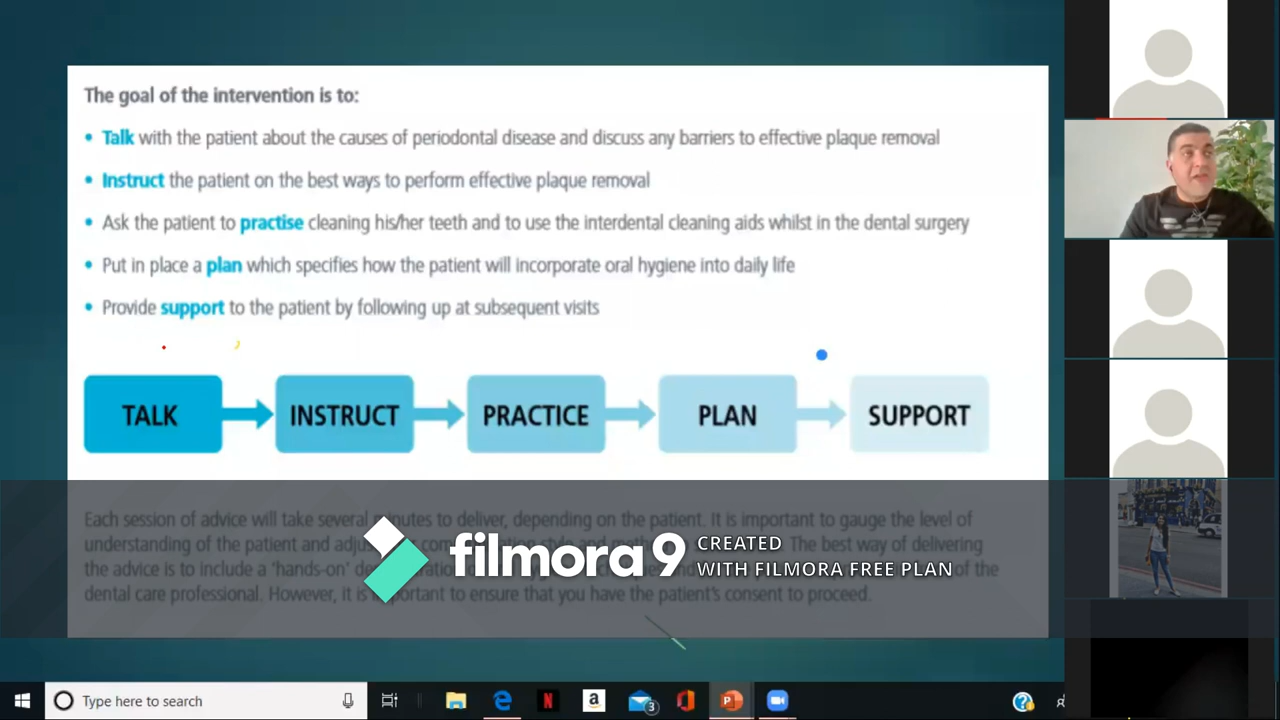 The goal of the intervention is to:
• Talk with the patient about the causes of periodontal disease and discuss any barriers to effective plaque removal
• Instruct the patient on the best ways to perform effective plaque removal
• Ask the patient to practise cleaning his/her teeth and to use the interdental cleaning aids whilst in the dental surgery
• Put in place a plan which specifies how the patient will incorporate oral hygiene into daily life
• Provide support to the patient by following up at subsequent visits
TALK INSTRUCT PRACTICE PLAN SUPPORT
Each session of advice will take several minutes to deliver, depending on the patient. It is important to gauge the level of
understanding of the patient and The best way of delivering
the advice is to include a 'hands-on' of the
dental care professional. However, it is important to ensure that you have the patient's consent to proceed.
filmora9 CREATED
WITH FILMORA FREE PLAN
Type here to search
3